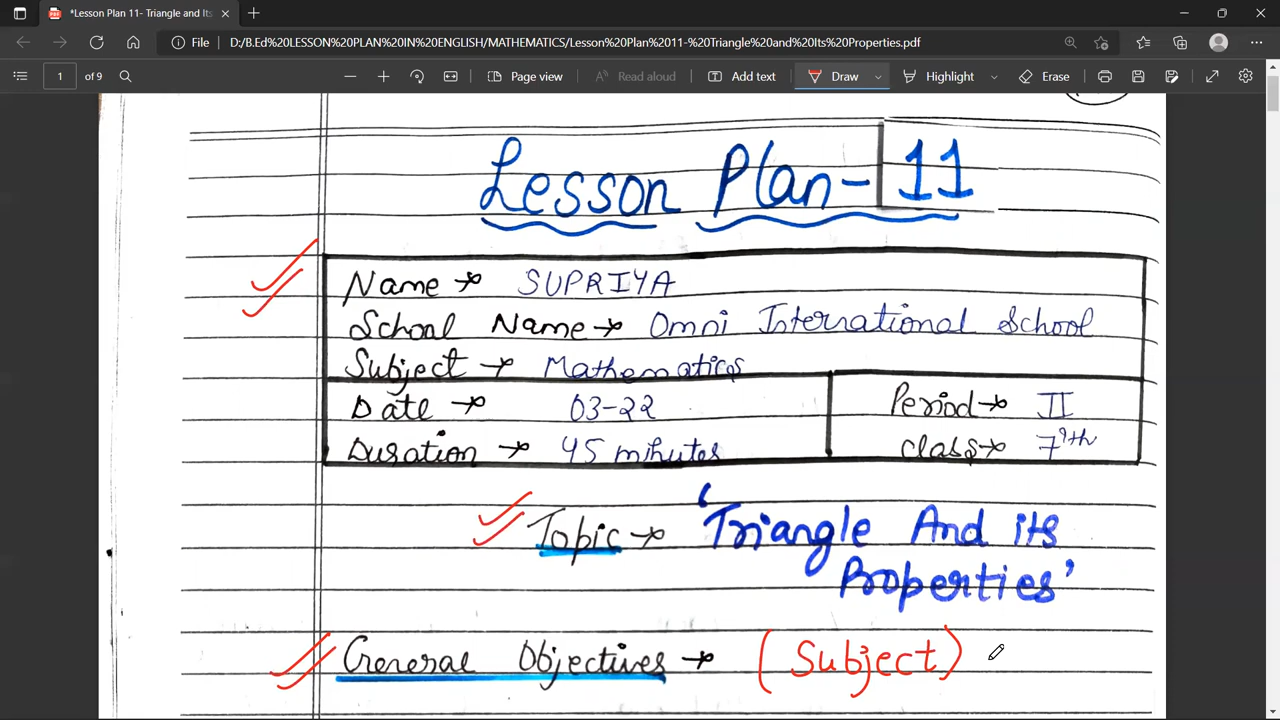 *Lesson Plan 11- Triangle and Its
File D:/B.Ed%20LESSON%20PLAN%20IN%20ENGLISH/MATHEMATICS/Lesson%20Plan%2011-%20Triangle%20and%20Its%20Properties.pdf
1 of 9 Page view Read aloud Add text Draw Highlight Erase
Lesson Plan - 11
Name → SUPRIYA
School Name → Omni International School
Subject → Mathematics
Date → 03-22 Period → II
Duration → 45 minutes Class → 7th
Topic → 'Triangle And its
Properties'
General Objectives → (Subject)